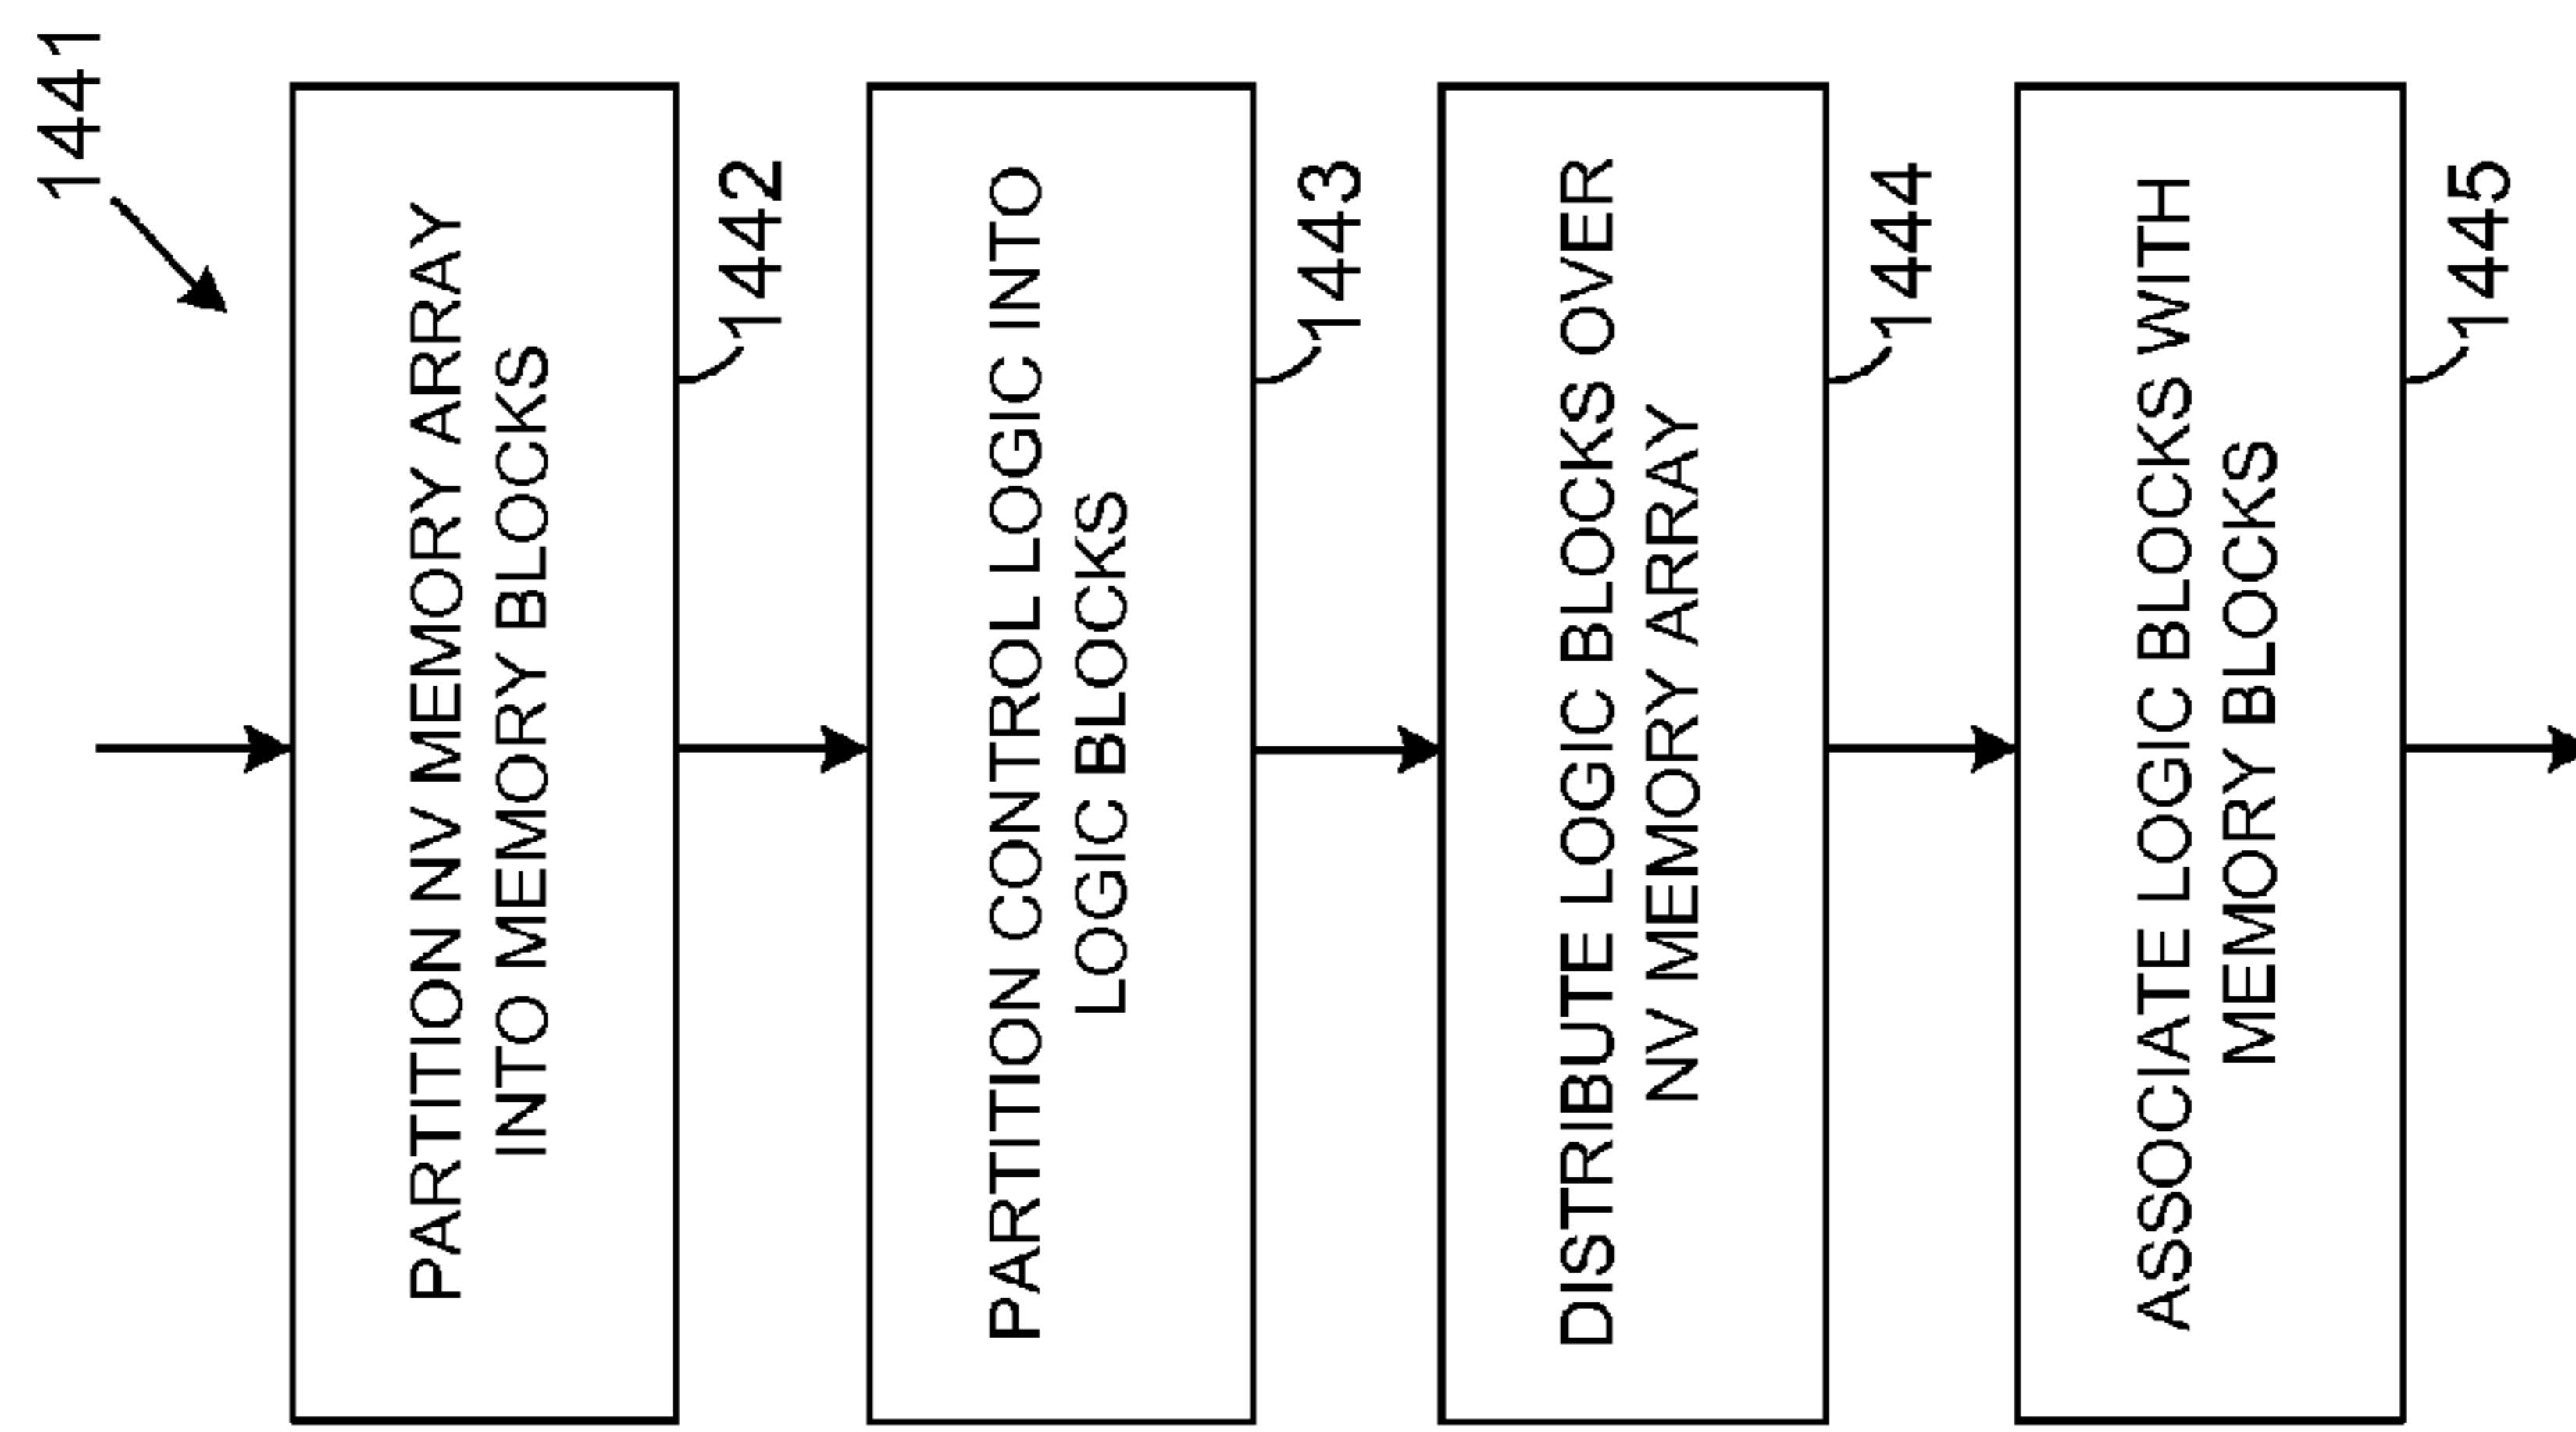 1441
PARTITION NV MEMORY ARRAY
INTO MEMORY BLOCKS
1442
PARTITION CONTROL LOGIC INTO
LOGIC BLOCKS
1443
DISTRIBUTE LOGIC BLOCKS OVER
NV MEMORY ARRAY
1444
ASSOCIATE LOGIC BLOCKS WITH
MEMORY BLOCKS
1445